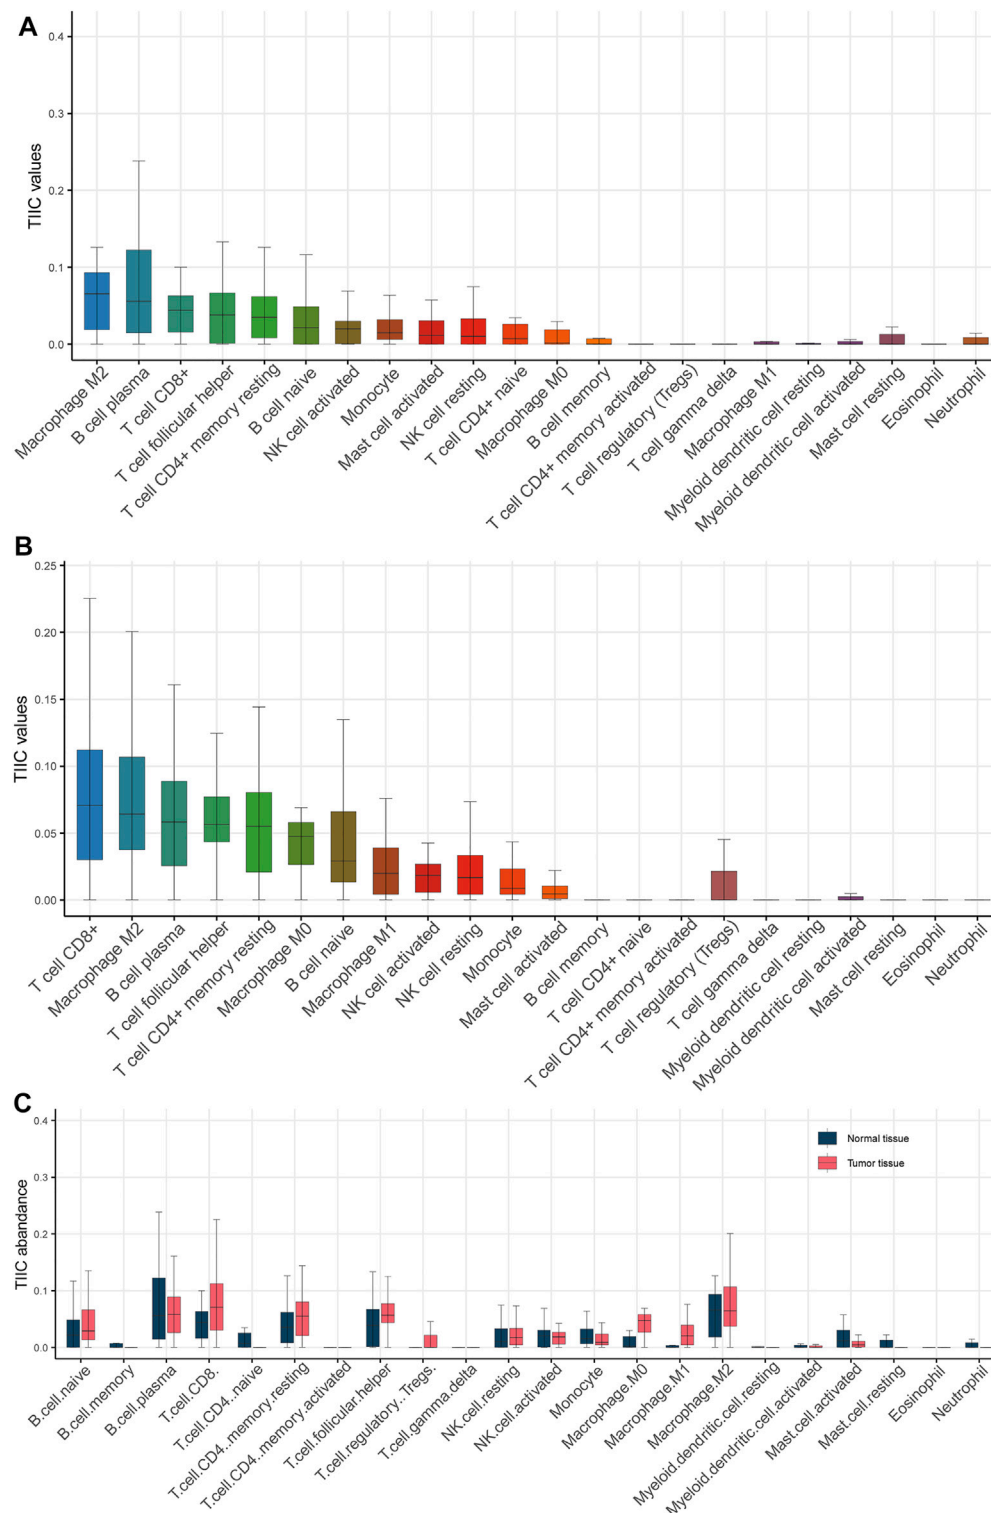 A
TIIC values
0.4
0.3
0.2
0.1
0.0
Macrophage M2
B cell plasma
T cell CD8+
T cell follicular helper
T cell CD4+ memory resting
B cell naive
NK cell activated
Monocyte
Mast cell activated
NK cell resting
T cell CD4+ naive
Macrophage M0
B cell memory
T cell CD4+ memory activated
T cell regulatory (Tregs)
T cell gamma delta
Macrophage M1
Myeloid dendritic cell resting
Myeloid dendritic cell activated
Mast cell resting
Eosinophil
Neutrophil
B
TIIC values
0.25
0.20
0.15
0.10
0.05
0.00
T cell CD8+
Macrophage M2
B cell plasma
T cell follicular helper
T cell CD4+ memory resting
Macrophage M0
B cell naive
Macrophage M1
NK cell activated
NK cell resting
Monocyte
Mast cell activated
B cell memory
T cell CD4+ naive
T cell CD4+ memory activated
T cell regulatory (Tregs)
T cell gamma delta
Myeloid dendritic cell resting
Myeloid dendritic cell activated
Mast cell resting
Eosinophil
Neutrophil
C
TIIC abandance
0.4
0.3
0.2
0.1
0.0
Normal tissue
Tumor tissue
B.cell.naive
B.cell.memory
B.cell.plasma
T.cell.CD8.
T.cell.CD4..naive
T.cell.CD4..memory.resting
T.cell.CD4..memory.activated
T.cell.follicular.helper
T.cell.regulatory..Tregs.
T.cell.gamma.delta
NK.cell.resting
NK.cell.activated
Monocyte
Macrophage.M0
Macrophage.M1
Macrophage.M2
Myeloid.dendritic.cell.resting
Myeloid.dendritic.cell.activated
Mast.cell.activated
Mast.cell.resting
Eosinophil
Neutrophil